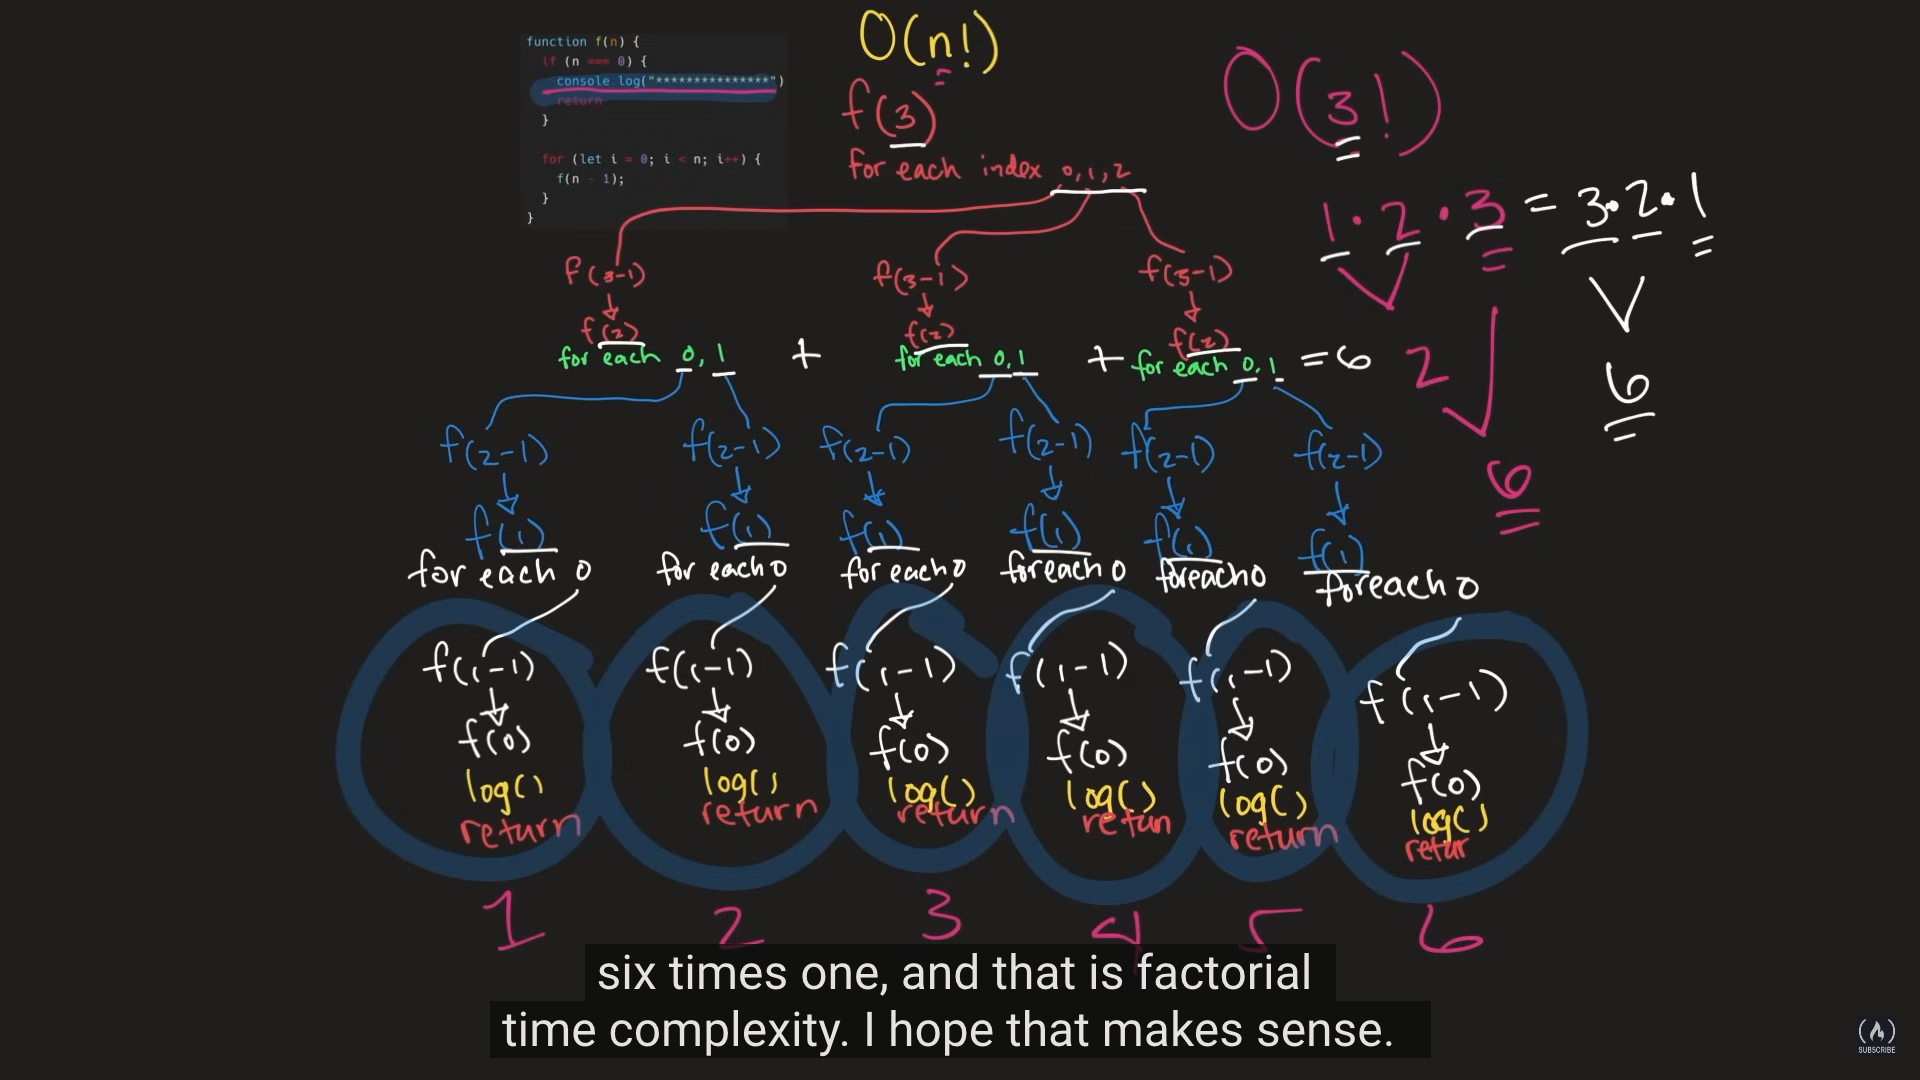 function f(n) {
if (n === 0) {
console.log("***************")
return
}
for (let i = 0; i < n; i++) {
f(n - 1);
}
}
O(n!)
f(3)
for each index 0,1,2
O(3!)
1·2·3 = 3·2·1
2
6
6
f(3-1) f(3-1) f(3-1)
f(2) f(2) f(2)
for each 0,1 + for each 0,1 + for each 0,1 = 6
f(2-1) f(2-1) f(2-1) f(2-1) f(2-1) f(2-1)
f(1) f(1) f(1) f(1) f(1) f(1)
for each 0 for each 0 for each 0 foreach 0 foreach 0 foreach 0
f(1-1) f(1-1) f(1-1) f(1-1) f(1-1) f(1-1)
f(0) f(0) f(0) f(0) f(0) f(0)
log() log() log() log() log() log()
return return return retun return retur
1 2 3 4 5 6
six times one, and that is factorial
time complexity. I hope that makes sense.
SUBSCRIBE